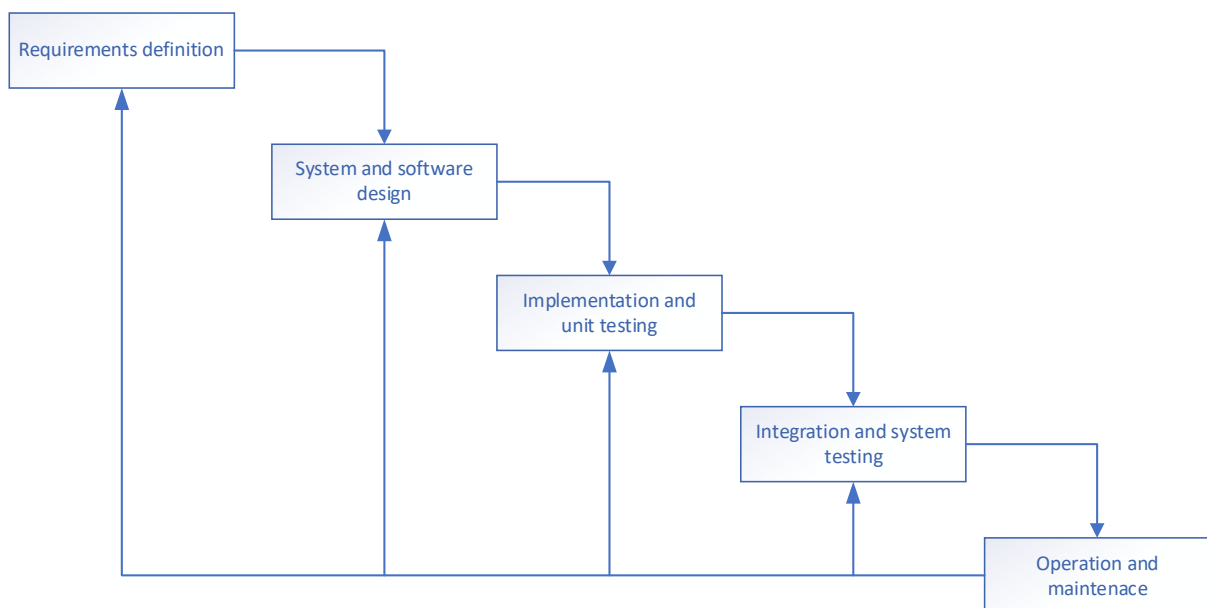 Requirements definition
System and software
design
Implementation and
unit testing
Integration and system
testing
Operation and
maintenace